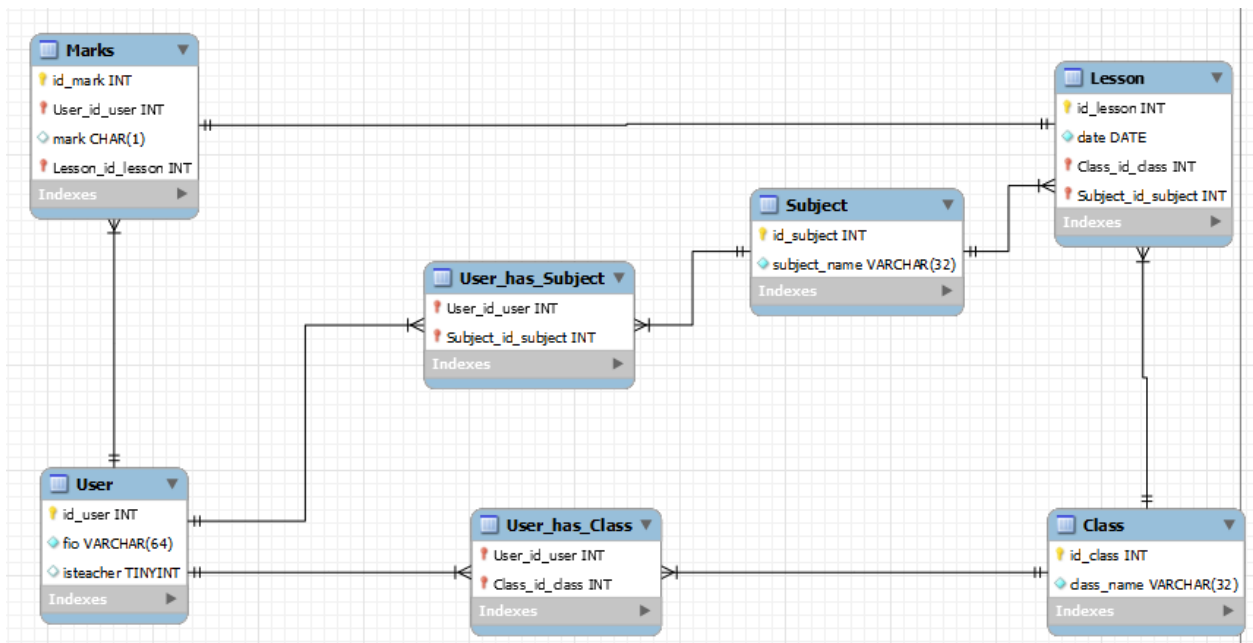 Marks
id_mark INT
User_id_user INT
mark CHAR(1)
Lesson_id_lesson INT
Indexes
Lesson
id_lesson INT
date DATE
Class_id_class INT
Subject_id_subject INT
Indexes
Subject
id_subject INT
subject_name VARCHAR(32)
Indexes
User_has_Subject
User_id_user INT
Subject_id_subject INT
Indexes
User
id_user INT
fio VARCHAR(64)
isteacher TINYINT
Indexes
User_has_Class
User_id_user INT
Class_id_class INT
Indexes
Class
id_class INT
class_name VARCHAR(32)
Indexes